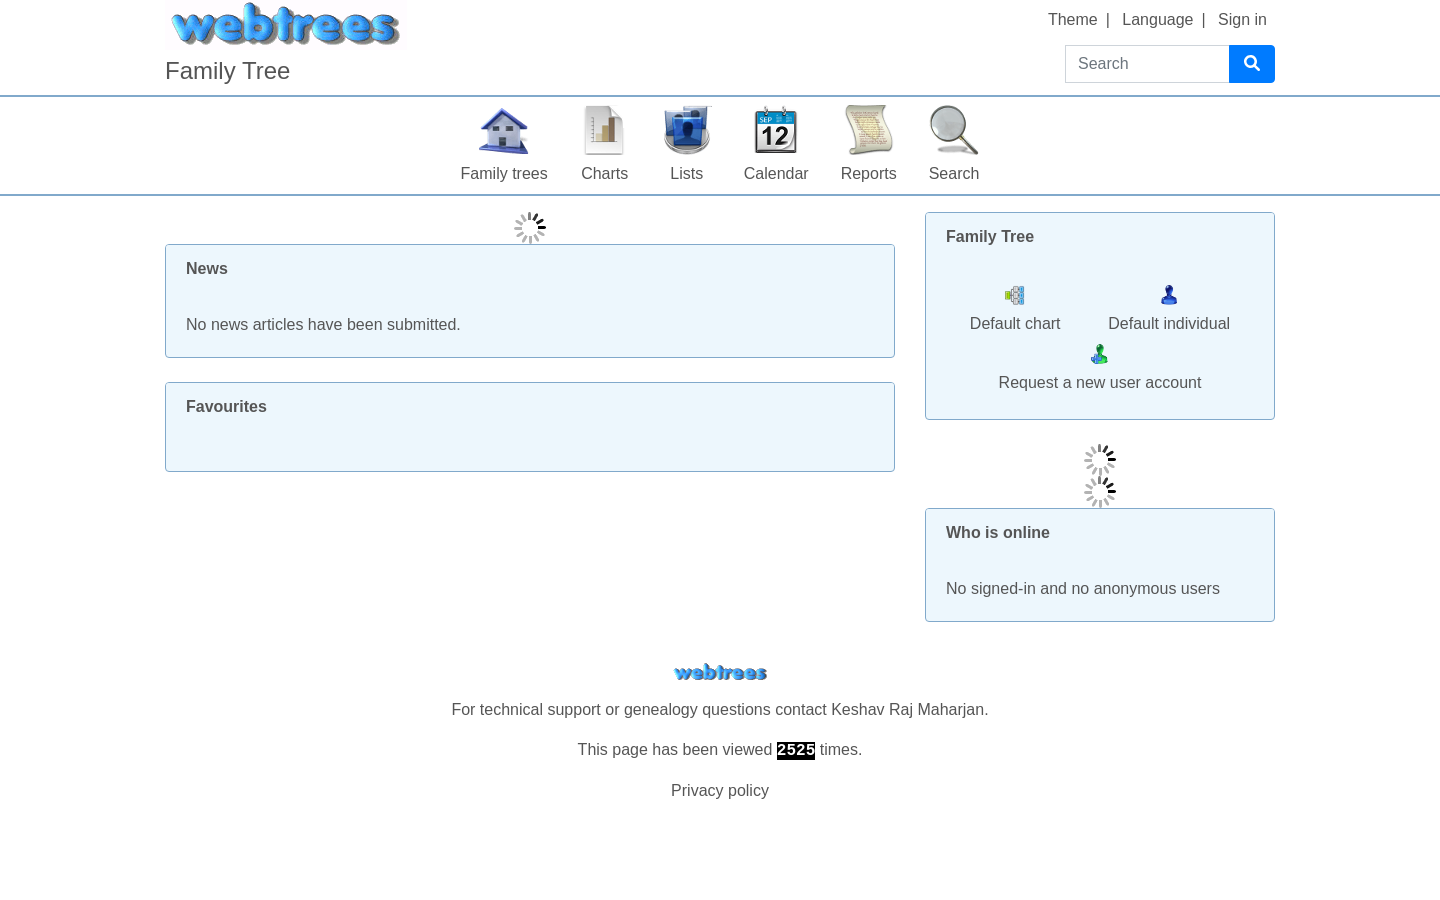 webtrees
Theme | Language | Sign in
Family Tree
Search
SEP
12
Family trees
Charts
Lists
Calendar
Reports
Search
Family Tree
Default chart
Default individual
Request a new user account
News
No news articles have been submitted.
Favourites
Who is online
No signed-in and no anonymous users
webtrees
For technical support or genealogy questions contact Keshav Raj Maharjan.
This page has been viewed 2525 times.
Privacy policy